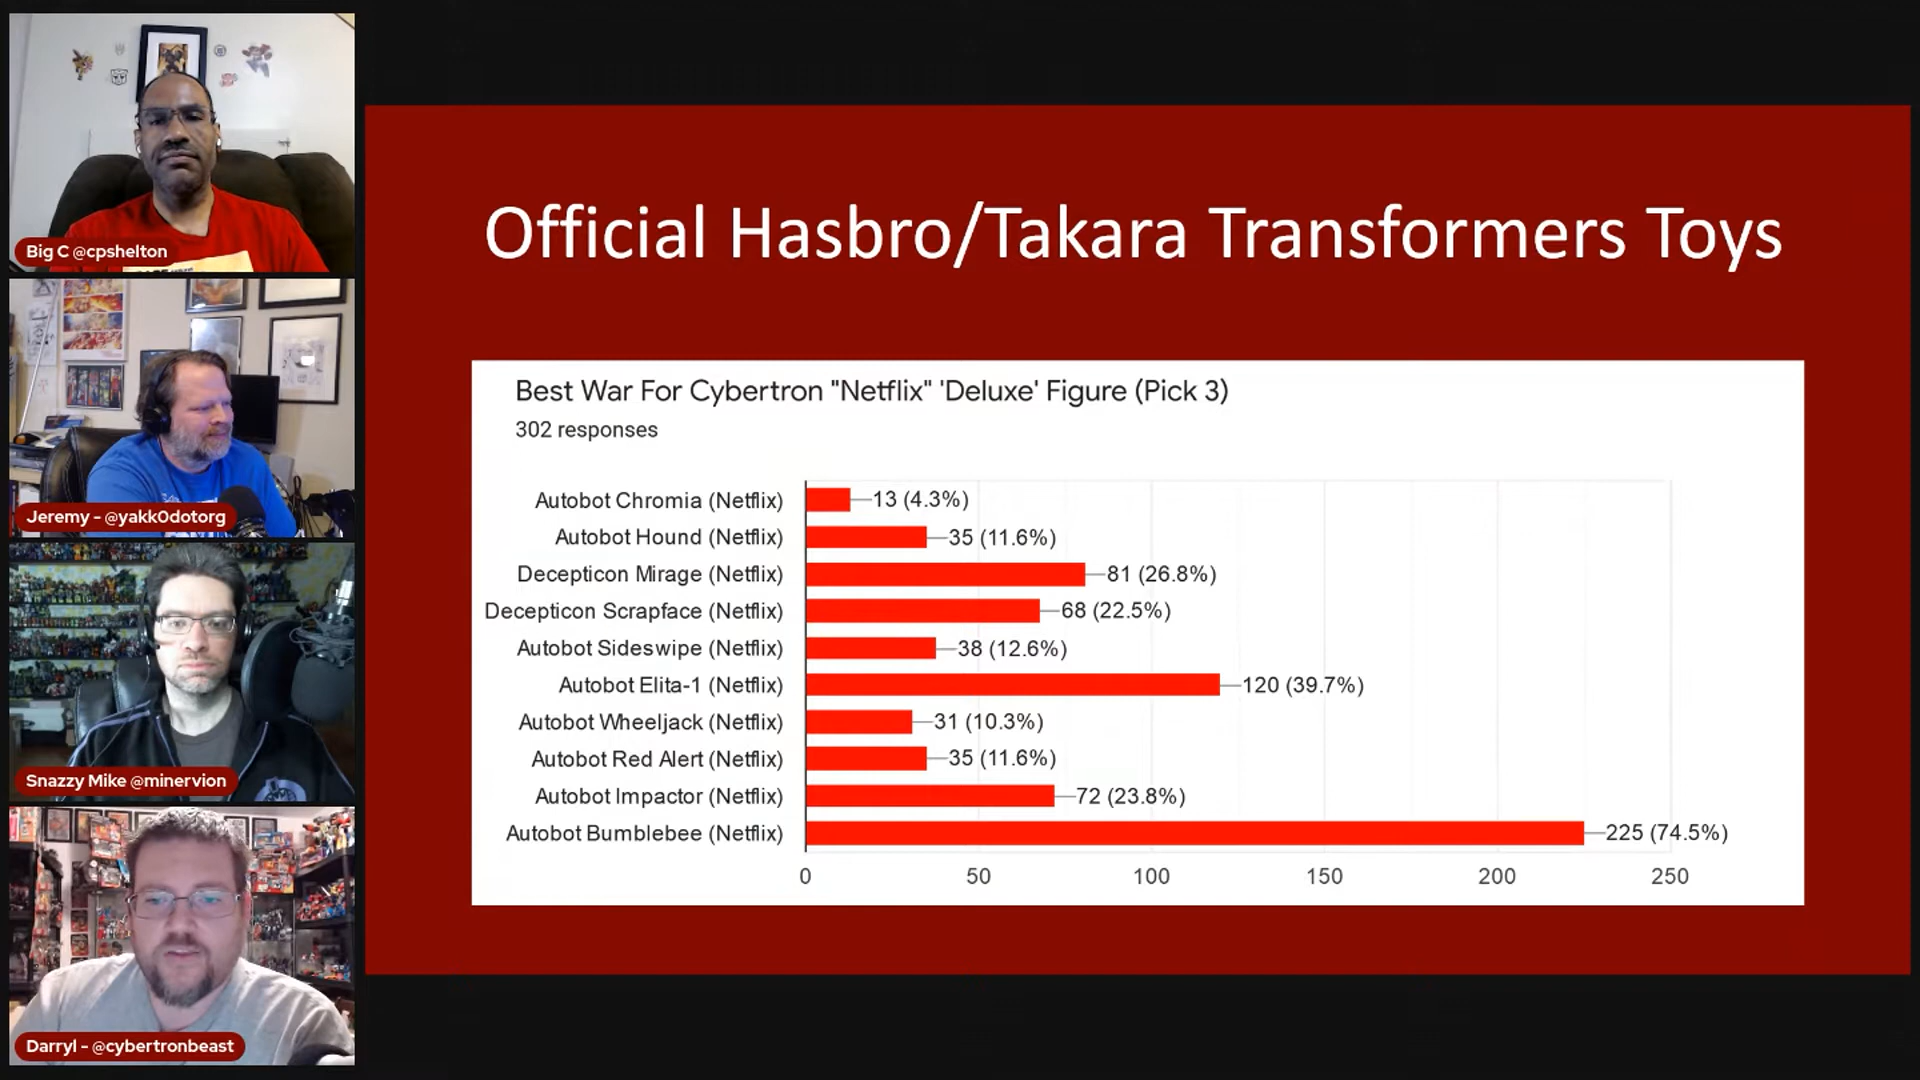 Big C @cpshelton
Jeremy - @yakk0dotorg
Snazzy Mike @minervion
Darryl - @cybertronbeast
Official Hasbro/Takara Transformers Toys
Best War For Cybertron "Netflix" 'Deluxe' Figure (Pick 3)
302 responses
Autobot Chromia (Netflix) 13 (4.3%)
Autobot Hound (Netflix) 35 (11.6%)
Decepticon Mirage (Netflix) 81 (26.8%)
Decepticon Scrapface (Netflix) 68 (22.5%)
Autobot Sideswipe (Netflix) 38 (12.6%)
Autobot Elita-1 (Netflix) 120 (39.7%)
Autobot Wheeljack (Netflix) 31 (10.3%)
Autobot Red Alert (Netflix) 35 (11.6%)
Autobot Impactor (Netflix) 72 (23.8%)
Autobot Bumblebee (Netflix) 225 (74.5%)
0 50 100 150 200 250